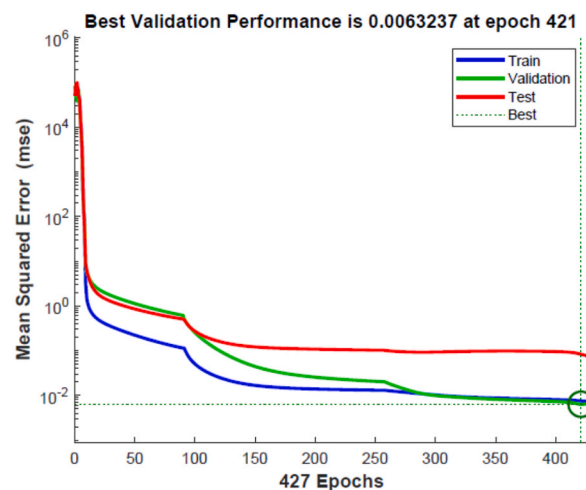 Best Validation Performance is 0.0063237 at epoch 421
Mean Squared Error (mse)
10^6
10^4
10^2
10^0
10^-2
Train
Validation
Test
Best
0 50 100 150 200 250 300 350 400
427 Epochs